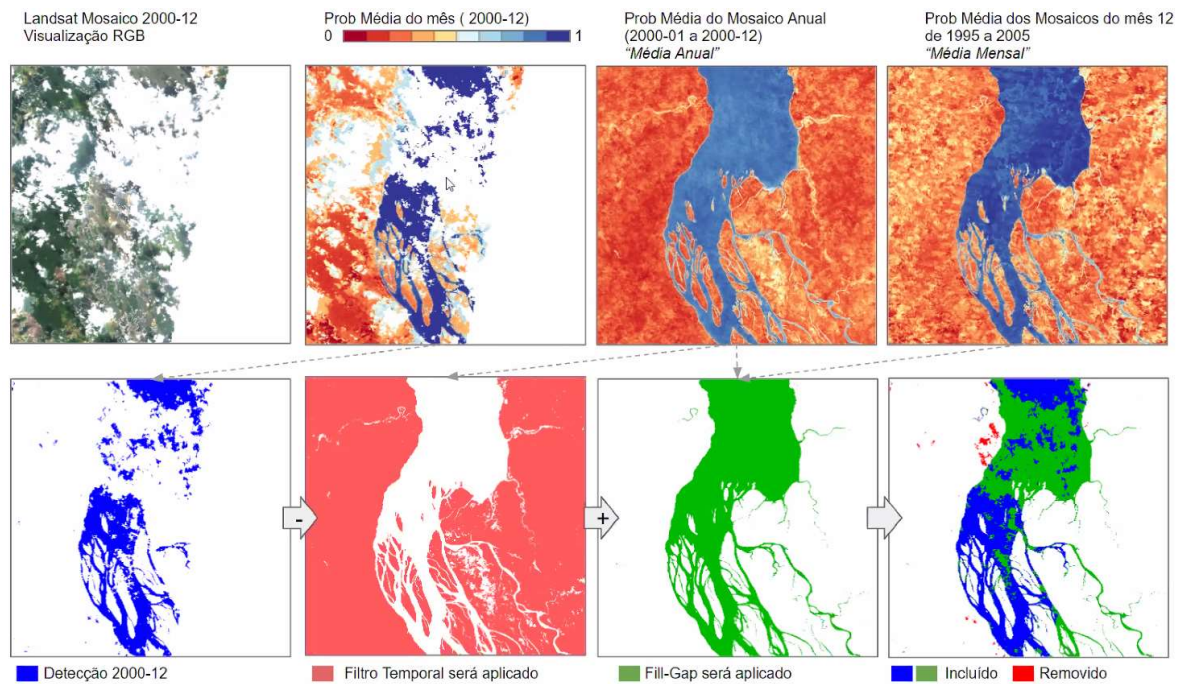 Landsat Mosaico 2000-12
Visualização RGB
Prob Média do mês ( 2000-12)
0 1
Prob Média do Mosaico Anual
(2000-01 a 2000-12)
“Média Anual”
Prob Média dos Mosaicos do mês 12
de 1995 a 2005
“Média Mensal”
-
+
Detecção 2000-12
Filtro Temporal será aplicado
Fill-Gap será aplicado
Incluído
Removido